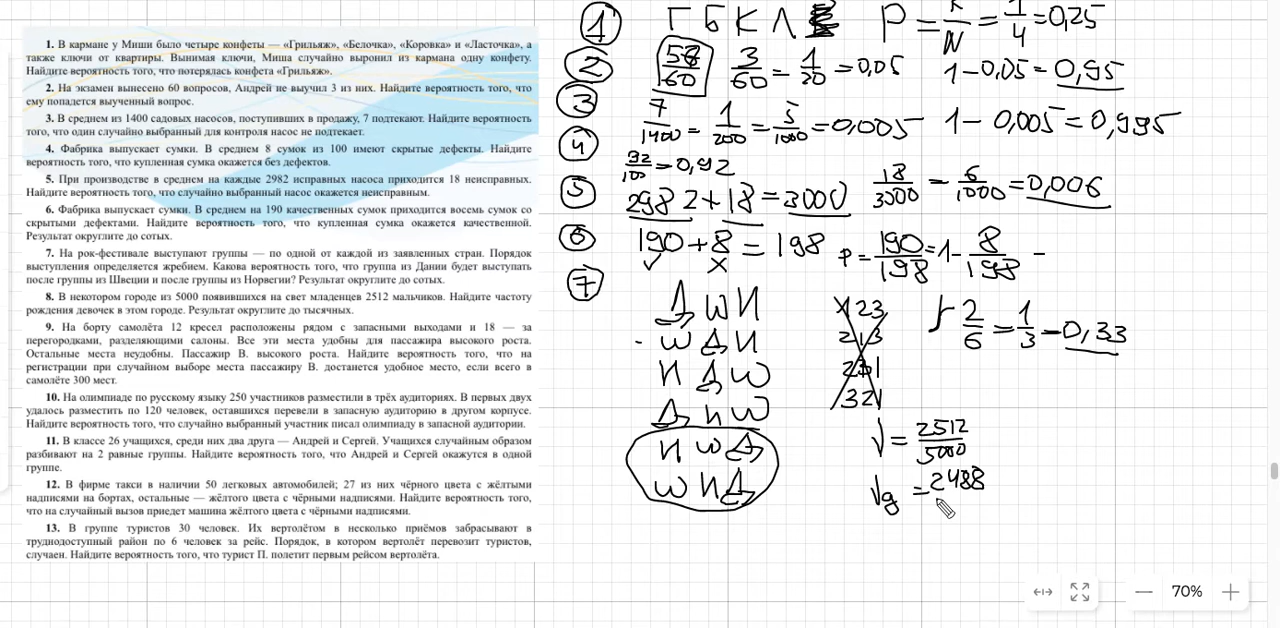 1. В кармане у Миши было четыре конфеты — «Грильяж», «Белочка», «Коровка» и «Ласточка», а
также ключи от квартиры. Вынимая ключи, Миша случайно выронил из кармана одну конфету.
Найдите вероятность того, что потерялась конфета «Грильяж».
2. На экзамен вынесено 60 вопросов, Андрей не выучил 3 из них. Найдите вероятность того, что
ему попадется выученный вопрос.
3. В среднем из 1400 садовых насосов, поступивших в продажу, 7 подтекают. Найдите вероятность
того, что один случайно выбранный для контроля насос не подтекает.
4. Фабрика выпускает сумки. В среднем 8 сумок из 100 имеют скрытые дефекты. Найдите
вероятность того, что купленная сумка окажется без дефектов.
5. При производстве в среднем на каждые 2982 исправных насоса приходится 18 неисправных.
Найдите вероятность того, что случайно выбранный насос окажется неисправным.
6. Фабрика выпускает сумки. В среднем на 190 качественных сумок приходится восемь сумок со
скрытыми дефектами. Найдите вероятность того, что купленная сумка окажется качественной.
Результат округлите до сотых.
7. На рок-фестивале выступают группы — по одной от каждой из заявленных стран. Порядок
выступления определяется жребием. Какова вероятность того, что группа из Дании будет выступать
после группы из Швеции и после группы из Норвегии? Результат округлите до сотых.
8. В некотором городе из 5000 появившихся на свет младенцев 2512 мальчиков. Найдите частоту
рождения девочек в этом городе. Результат округлите до тысячных.
9. На борту самолёта 12 кресел расположены рядом с запасными выходами и 18 — за
перегородками, разделяющими салоны. Все эти места удобны для пассажира высокого роста.
Остальные места неудобны. Пассажир В. высокого роста. Найдите вероятность того, что на
регистрации при случайном выборе места пассажиру В. достанется удобное место, если всего в
самолёте 300 мест.
10. На олимпиаде по русскому языку 250 участников разместили в трёх аудиториях. В первых двух
удалось разместить по 120 человек, оставшихся перевели в запасную аудиторию в другом корпусе.
Найдите вероятность того, что случайно выбранный участник писал олимпиаду в запасной аудитории.
11. В классе 26 учащихся, среди них два друга — Андрей и Сергей. Учащихся случайным образом
разбивают на 2 равные группы. Найдите вероятность того, что Андрей и Сергей окажутся в одной
группе.
12. В фирме такси в наличии 50 легковых автомобилей; 27 из них чёрного цвета с жёлтыми
надписями на бортах, остальные — жёлтого цвета с чёрными надписями. Найдите вероятность того,
что на случайный вызов приедет машина жёлтого цвета с чёрными надписями.
13. В группе туристов 30 человек. Их вертолётом в несколько приёмов забрасывают в
труднодоступный район по 6 человек за рейс. Порядок, в котором вертолёт перевозит туристов,
случаен. Найдите вероятность того, что турист П. полетит первым рейсом вертолёта.
1 Г Б К Л P = K/N = 1/4 = 0,25
2 58/60 3/60 = 1/20 = 0,05 1 - 0,05 = 0,95
3 7/1400 = 1/200 = 5/1000 = 0,005 1 - 0,005 = 0,995
4 92/100 = 0,92
5 2982 + 18 = 3000 18/3000 = 6/1000 = 0,006
6 190 + 8 = 198 P = 190/198 = 1 - 8/198 =
7
Д Ш Н 123 2/6 = 1/3 = 0,33
Ш Д Н 213
Н Д Ш 231
Д Н Ш 321
Н Ш Д = 2512/5000
Ш Н Д = 2488
70%